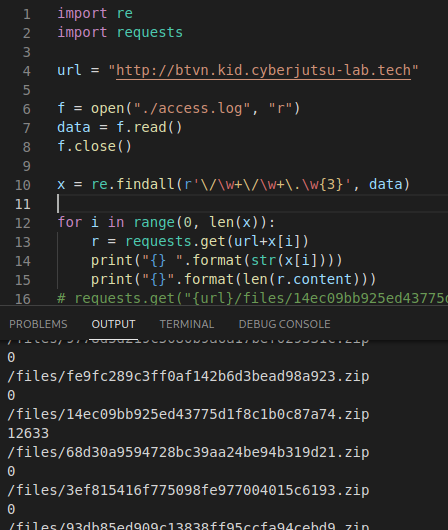 1 import re
2 import requests
3
4 url = "http://btvn.kid.cyberjutsu-lab.tech"
5
6 f = open("./access.log", "r")
7 data = f.read()
8 f.close()
9
10 x = re.findall(r'\/\w+\/\w+\.\w{3}', data)
11
12 for i in range(0, len(x)):
13 r = requests.get(url+x[i])
14 print("{} ".format(str(x[i])))
15 print("{}".format(len(r.content)))
16 # requests.get("{url}/files/14ec09bb925ed43775d
PROBLEMS OUTPUT TERMINAL DEBUG CONSOLE
0
/files/fe9fc289c3ff0af142b6d3bead98a923.zip
0
/files/14ec09bb925ed43775d1f8c1b0c87a74.zip
12633
/files/68d30a9594728bc39aa24be94b319d21.zip
0
/files/3ef815416f775098fe977004015c6193.zip
0
/files/93db85ed909c13838ff95ccfa94cebd9.zip